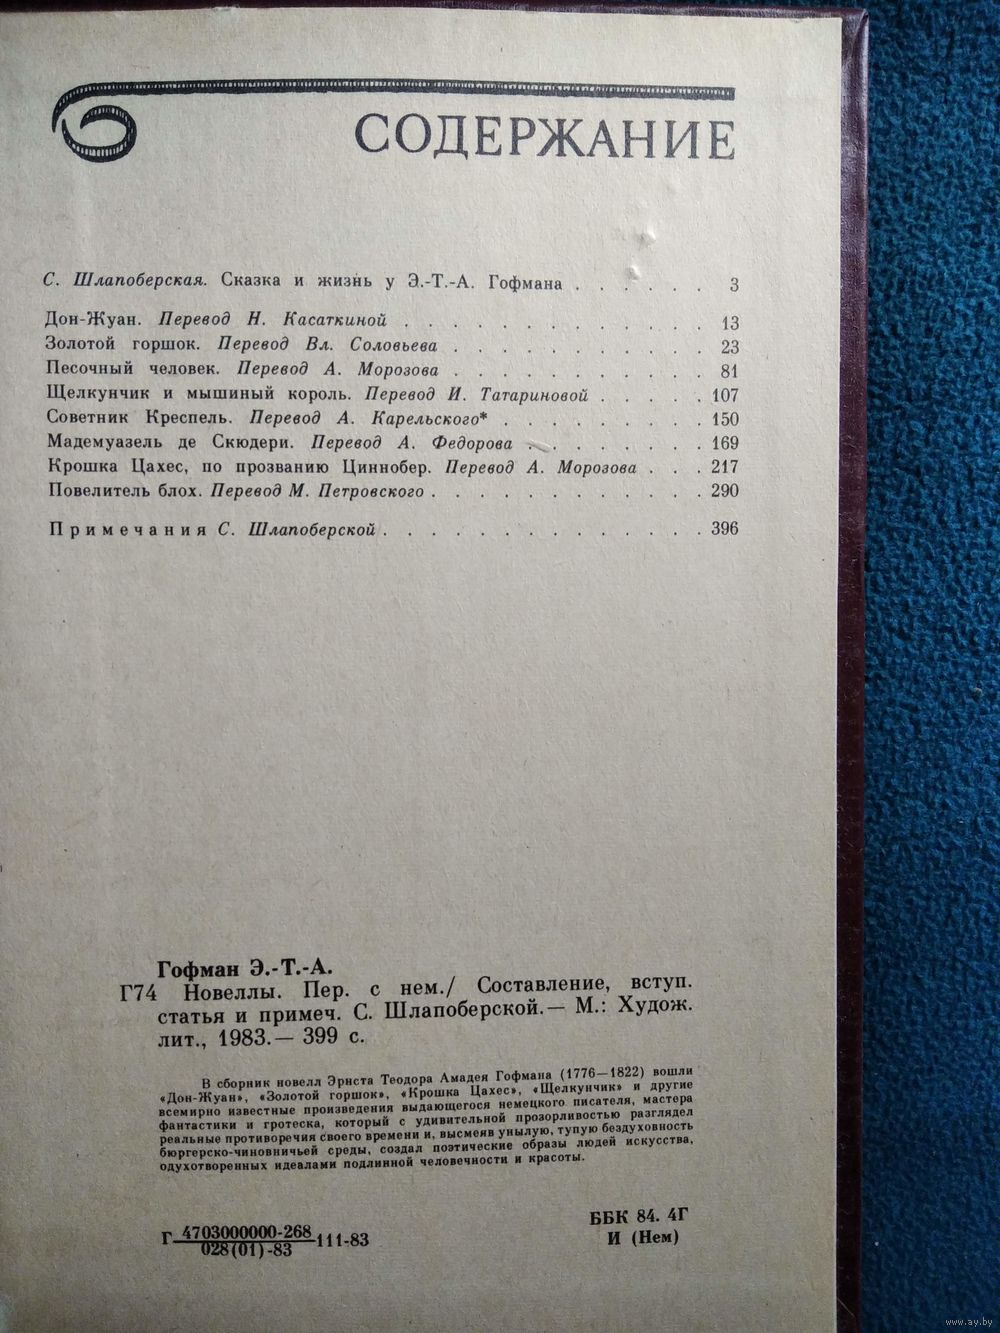 СОДЕРЖАНИЕ
С. Шлапоберская. Сказка и жизнь у Э.-Т.-А. Гофмана . . . . . . 3
Дон-Жуан. Перевод Н. Касаткиной . . . . . . . . . . . . . 13
Золотой горшок. Перевод Вл. Соловьева . . . . . . . . . . . 23
Песочный человек. Перевод А. Морозова . . . . . . . . . . . 81
Щелкунчик и мышиный король. Перевод И. Татариновой . . . . . 107
Советник Креспель. Перевод А. Карельского* . . . . . . . . . 150
Мадемуазель де Скюдери. Перевод А. Федорова . . . . . . . . 169
Крошка Цахес, по прозванию Циннобер. Перевод А. Морозова . . . 217
Повелитель блох. Перевод М. Петровского . . . . . . . . . . . . 290
Примечания С. Шлапоберской . . . . . . . . . . . . . . 396
Гофман Э.-Т.-А.
Г74 Новеллы. Пер. с нем./ Составление, вступ.
статья и примеч. С. Шлапоберской.— М.: Худож.
лит., 1983.— 399 с.
В сборник новелл Эрнста Теодора Амадея Гофмана (1776—1822) вошли
«Дон-Жуан», «Золотой горшок», «Крошка Цахес», «Щелкунчик» и другие
всемирно известные произведения выдающегося немецкого писателя, мастера
фантастики и гротеска, который с удивительной прозорливостью разглядел
реальные противоречия своего времени и, высмеяв унылую, тупую бездуховность
бюргерско-чиновничьей среды, создал поэтические образы людей искусства,
одухотворенных идеалами подлинной человечности и красоты.
Г 4703000000-268 111-83
028(01)-83
ББК 84. 4Г
И (Нем)
www.ay.by